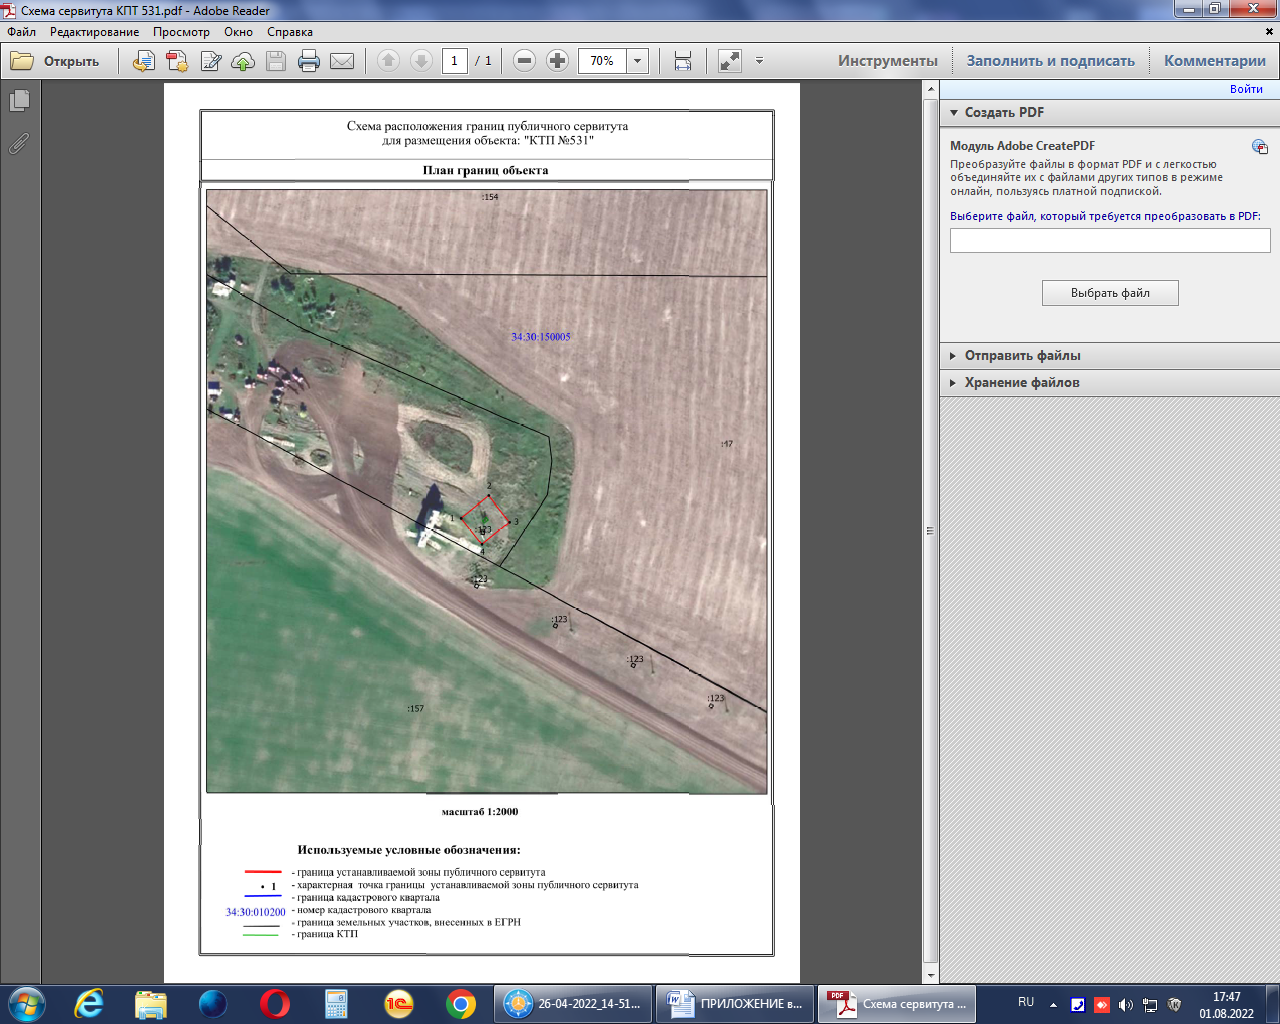 Схема сервитута КПТ 531.pdf - Adobe Reader
Файл Редактирование Просмотр Окно Справка
Открыть 1 / 1 70% Инструменты Заполнить и подписать Комментарии
Схема расположения границ публичного сервитута
для размещения объекта: "КТП №531"
План границ объекта
:154
34:30:150005
:47
2
1
3
:123
4
:123
:123
:123
:123
:157
масштаб 1:2000
Используемые условные обозначения:
- граница устанавливаемой зоны публичного сервитута
• 1 - характерная точка границы устанавливаемой зоны публичного сервитута
- граница кадастрового квартала
34:30:010200 - номер кадастрового квартала
- граница земельных участков, внесенных в ЕГРН
- граница КТП
Войти
Создать PDF
Модуль Adobe CreatePDF
Преобразуйте файлы в формат PDF и с легкостью
объединяйте их с файлами других типов в режиме
онлайн, пользуясь платной подпиской.
Выберите файл, который требуется преобразовать в PDF:
Выбрать файл
Отправить файлы
Хранение файлов
26-04-2022_14-51...
ПРИЛОЖЕНИЕ в...
PDF
Схема сервитута ...
RU
17:47
01.08.2022